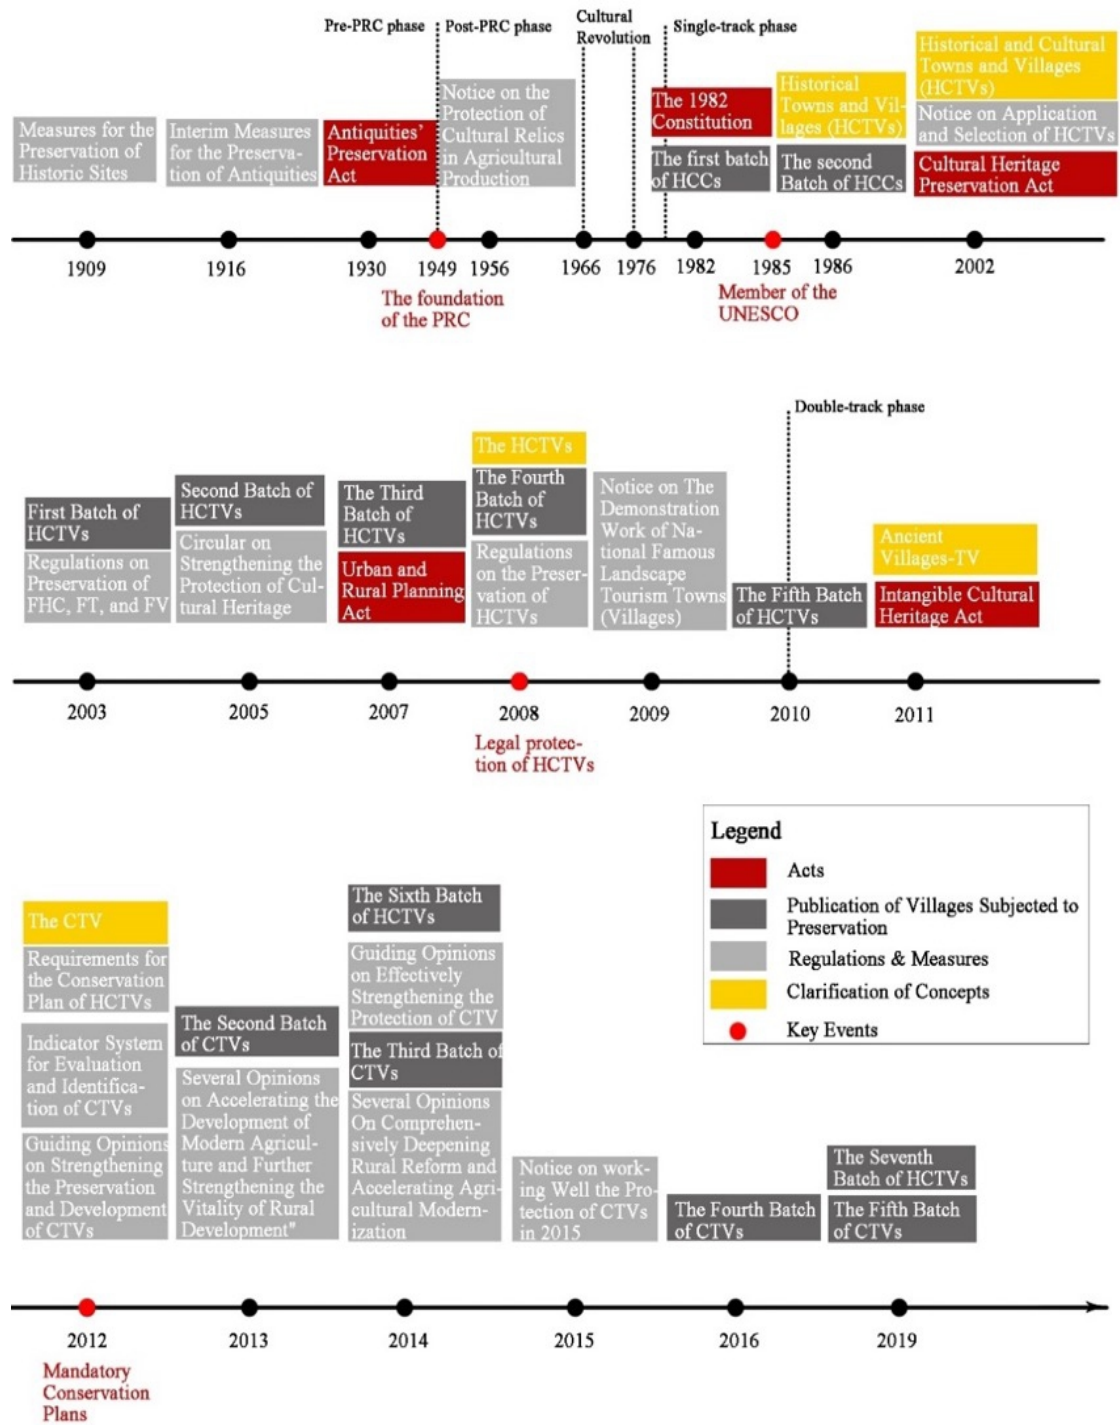 Pre-PRC phase
Post-PRC phase
Cultural
Revolution
Single-track phase
Measures for the
Preservation of
Historic Sites
Interim Measures
for the Preserva-
tion of Antiquities
Antiquities'
Preservation
Act
Notice on the
Protection of
Cultural Relics
in Agricultural
Production
The 1982
Constitution
The first batch
of HCCs
Historical
Towns and Vil-
lages (HCTVs)
The second
Batch of HCCs
Historical and Cultural
Towns and Villages
(HCTVs)
Notice on Application
and Selection of HCTVs
Cultural Heritage
Preservation Act
1909
1916
1930
1949
1956
1966
1976
1982
1985
1986
2002
The foundation
of the PRC
Member of the
UNESCO
Double-track phase
First Batch of
HCTVs
Regulations on
Preservation of
FHC, FT, and FV
Second Batch of
HCTVs
Circular on
Strengthening the
Protection of Cul-
tural Heritage
The Third
Batch of
HCTVs
Urban and
Rural Planning
Act
The HCTVs
The Fourth
Batch of
HCTVs
Regulations
on the Preser-
vation of
HCTVs
Notice on The
Demonstration
Work of Na-
tional Famous
Landscape
Tourism Towns
(Villages)
The Fifth Batch
of HCTVs
Ancient
Villages-TV
Intangible Cultural
Heritage Act
2003
2005
2007
2008
2009
2010
2011
Legal protec-
tion of HCTVs
Legend
Acts
Publication of Villages Subjected to
Preservation
Regulations & Measures
Clarification of Concepts
Key Events
The CTV
Requirements for
the Conservation
Plan of HCTVs
Indicator System
for Evaluation
and Identifica-
tion of CTVs
Guiding Opinions
on Strengthening
the Preservation
and Development
of CTVs
The Second Batch
of CTVs
Several Opinions
on Accelerating the
Development of
Modern Agricul-
ture and Further
Strengthening the
Vitality of Rural
Development"
The Sixth Batch
of HCTVs
Guiding Opinions
on Effectively
Strengthening the
Protection of CTV
The Third Batch of
CTVs
Several Opinions
On Comprehen-
sively Deepening
Rural Reform and
Accelerating Agri-
cultural Modern-
ization
Notice on work-
ing Well the Pro-
tection of CTVs
in 2015
The Fourth Batch
of CTVs
The Seventh
Batch of HCTVs
The Fifth Batch
of CTVs
2012
2013
2014
2015
2016
2019
Mandatory
Conservation
Plans